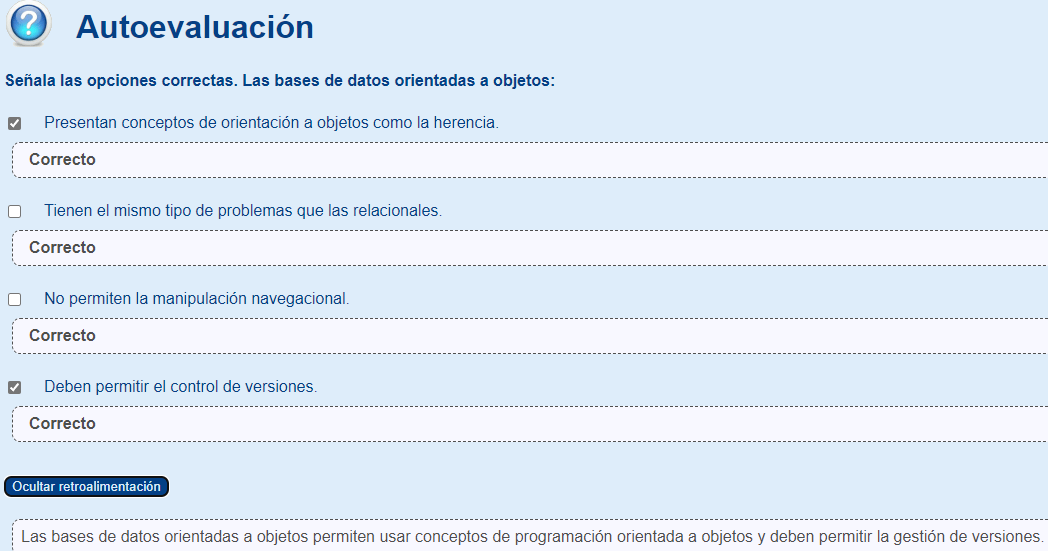 Autoevaluación
Señala las opciones correctas. Las bases de datos orientadas a objetos:
Presentan conceptos de orientación a objetos como la herencia.
Correcto
Tienen el mismo tipo de problemas que las relacionales.
Correcto
No permiten la manipulación navegacional.
Correcto
Deben permitir el control de versiones.
Correcto
Ocultar retroalimentación
Las bases de datos orientadas a objetos permiten usar conceptos de programación orientada a objetos y deben permitir la gestión de versiones.